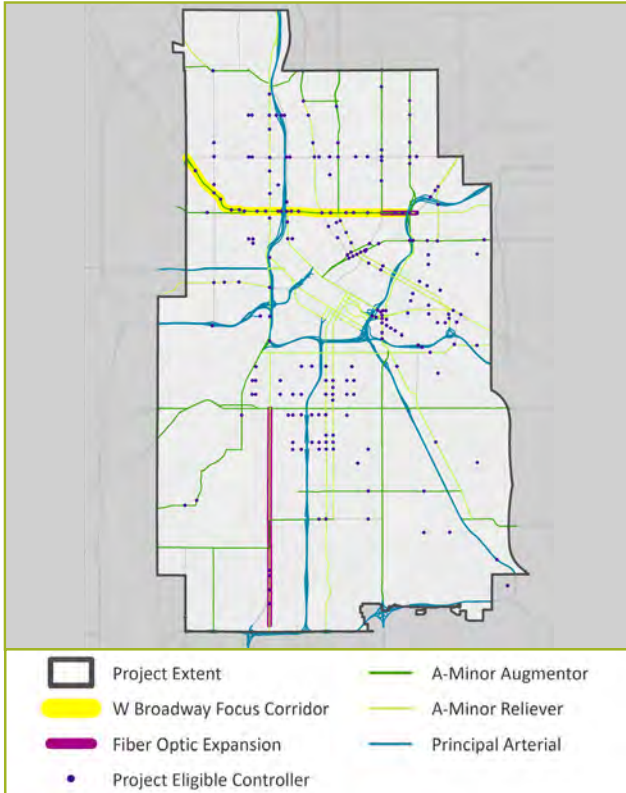 Project Extent
A-Minor Augmentor
W Broadway Focus Corridor
A-Minor Reliever
Fiber Optic Expansion
Principal Arterial
Project Eligible Controller